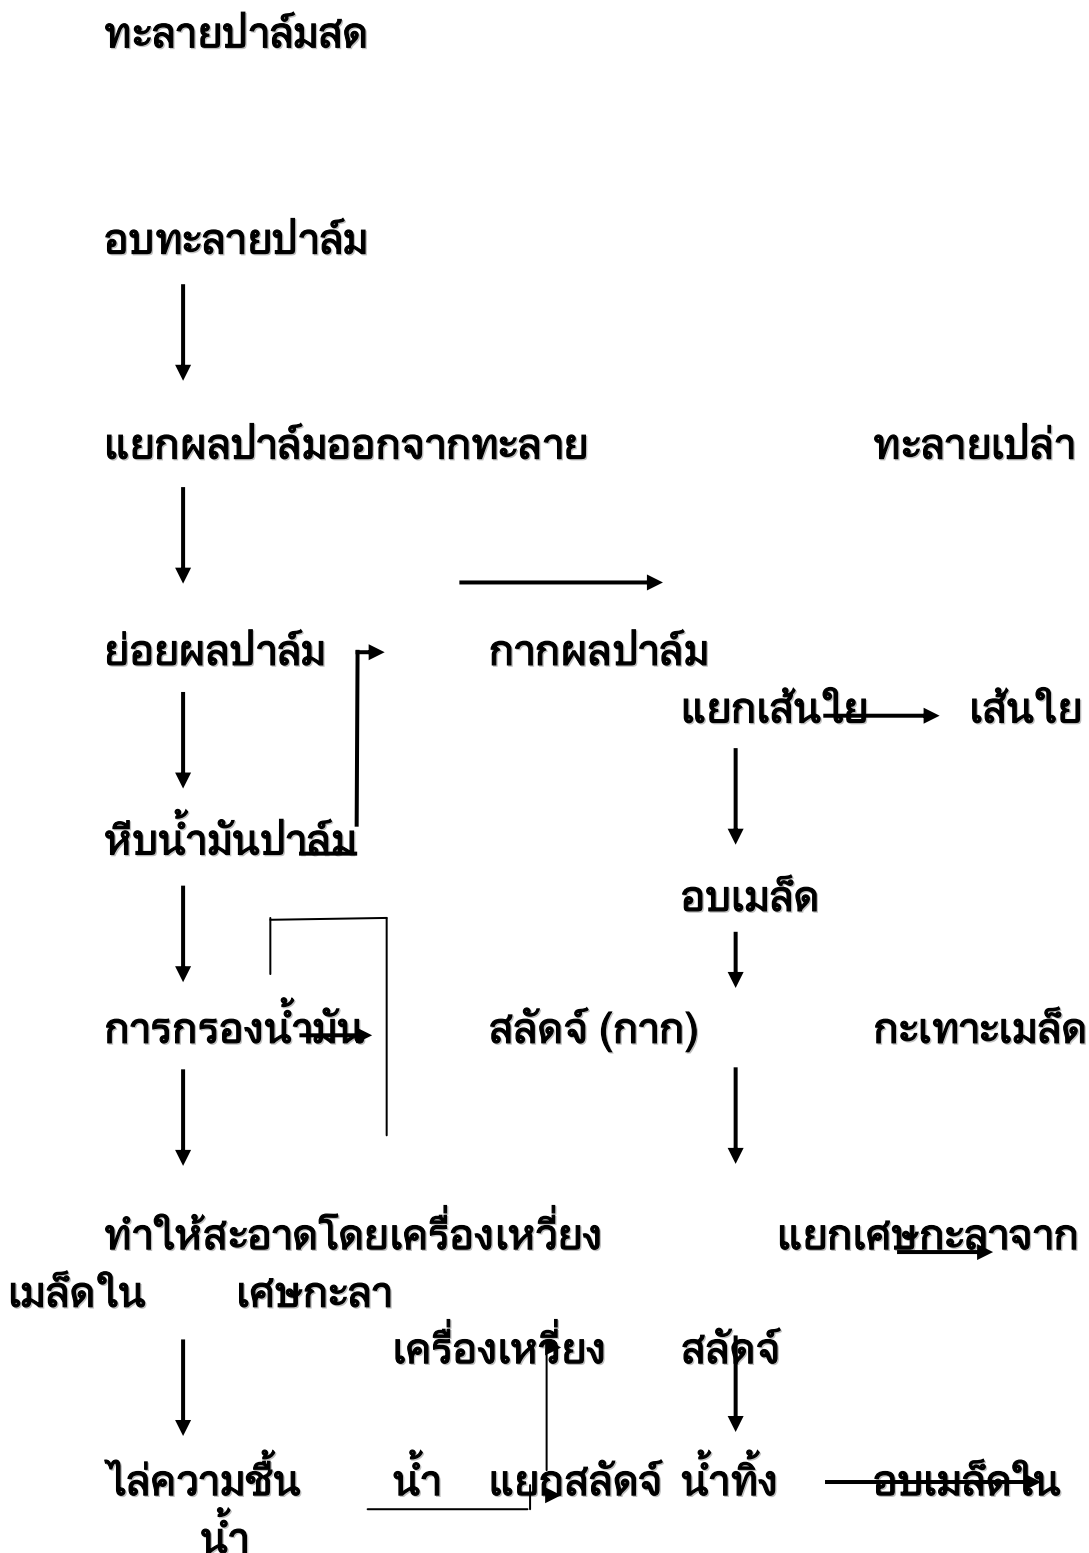 ทะลายปาล์มสด
อบทะลายปาล์ม
แยกผลปาล์มออกจากทะลาย ทะลายเปล่า
ย่อยผลปาล์ม กากผลปาล์ม
แยกเส้นใย เส้นใย
หีบน้ำมันปาล์ม
อบเมล็ด
การกรองน้ำมัน สลัดจ์ (กาก) กะเทาะเมล็ด
ทำให้สะอาดโดยเครื่องเหวี่ยง แยกเศษกะลาจาก
เมล็ดใน เศษกะลา
เครื่องเหวี่ยง สลัดจ์
ไล่ความชื้น น้ำ แยกสลัดจ์ น้ำทิ้ง อบเมล็ดใน
น้ำ